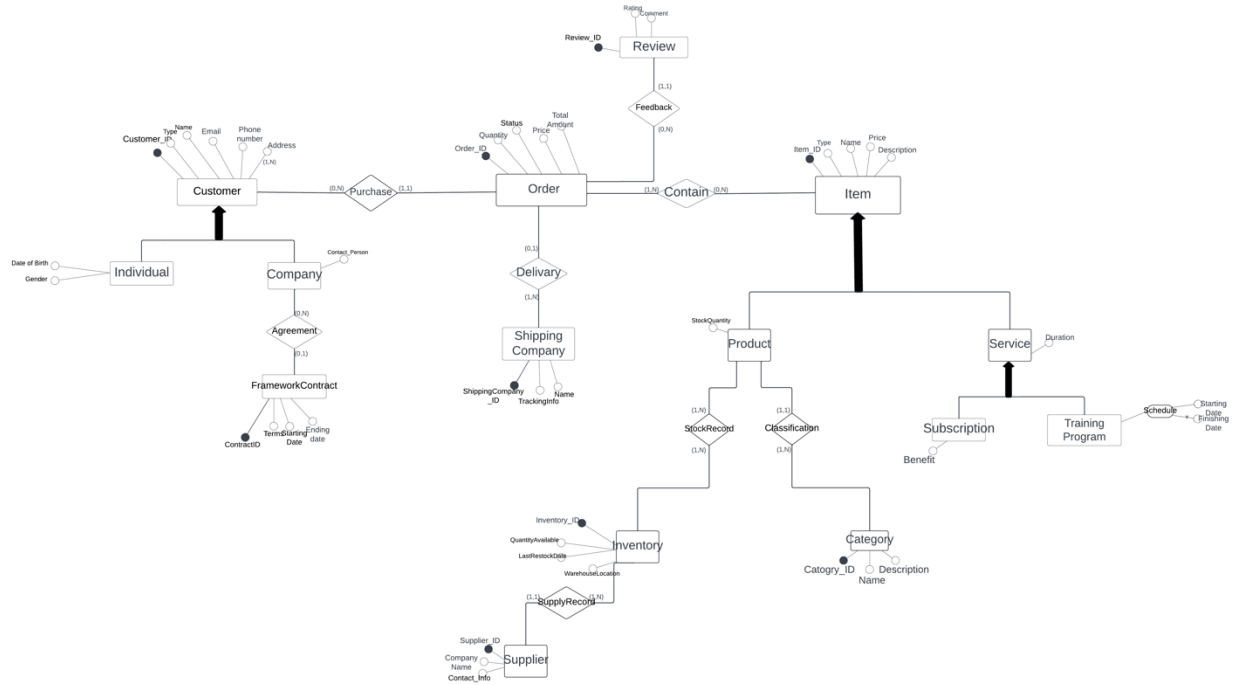 Rating
Comment
Review_ID
Review
(1,1)
Feedback
(0,N)
Customer_ID
Type
Name
Email
Phone
number
Address
(1,N)
Customer
(0,N)
Purchase
(1,1)
Order_ID
Quantity
Status
Price
Total
Amount
Order
(1,N)
Contain
(0,N)
Item_ID
Type
Name
Price
Description
Item
Date of Birth
Gender
Individual
Contact_Person
Company
(0,N)
Agreement
(0,1)
FrameworkContract
ContractID
Terms
Starting
Date
Ending
date
(0,1)
Delivary
(1,N)
Shipping
Company
ShippingCompany
_ID
TrackingInfo
Name
StockQuantity
Product
Duration
Service
(1,N)
StockRecord
(1,N)
(1,1)
Classification
(1,N)
Subscription
Benefit
Training
Program
Schedule
Starting
Date
Finishing
Date
Inventory_ID
QuantityAvailable
LastRestockDate
WarehouseLocation
Inventory
Category
Catogry_ID
Name
Description
(1,1)
SupplyRecord
(1,N)
Supplier_ID
Company
Name
Contact_Info
Supplier